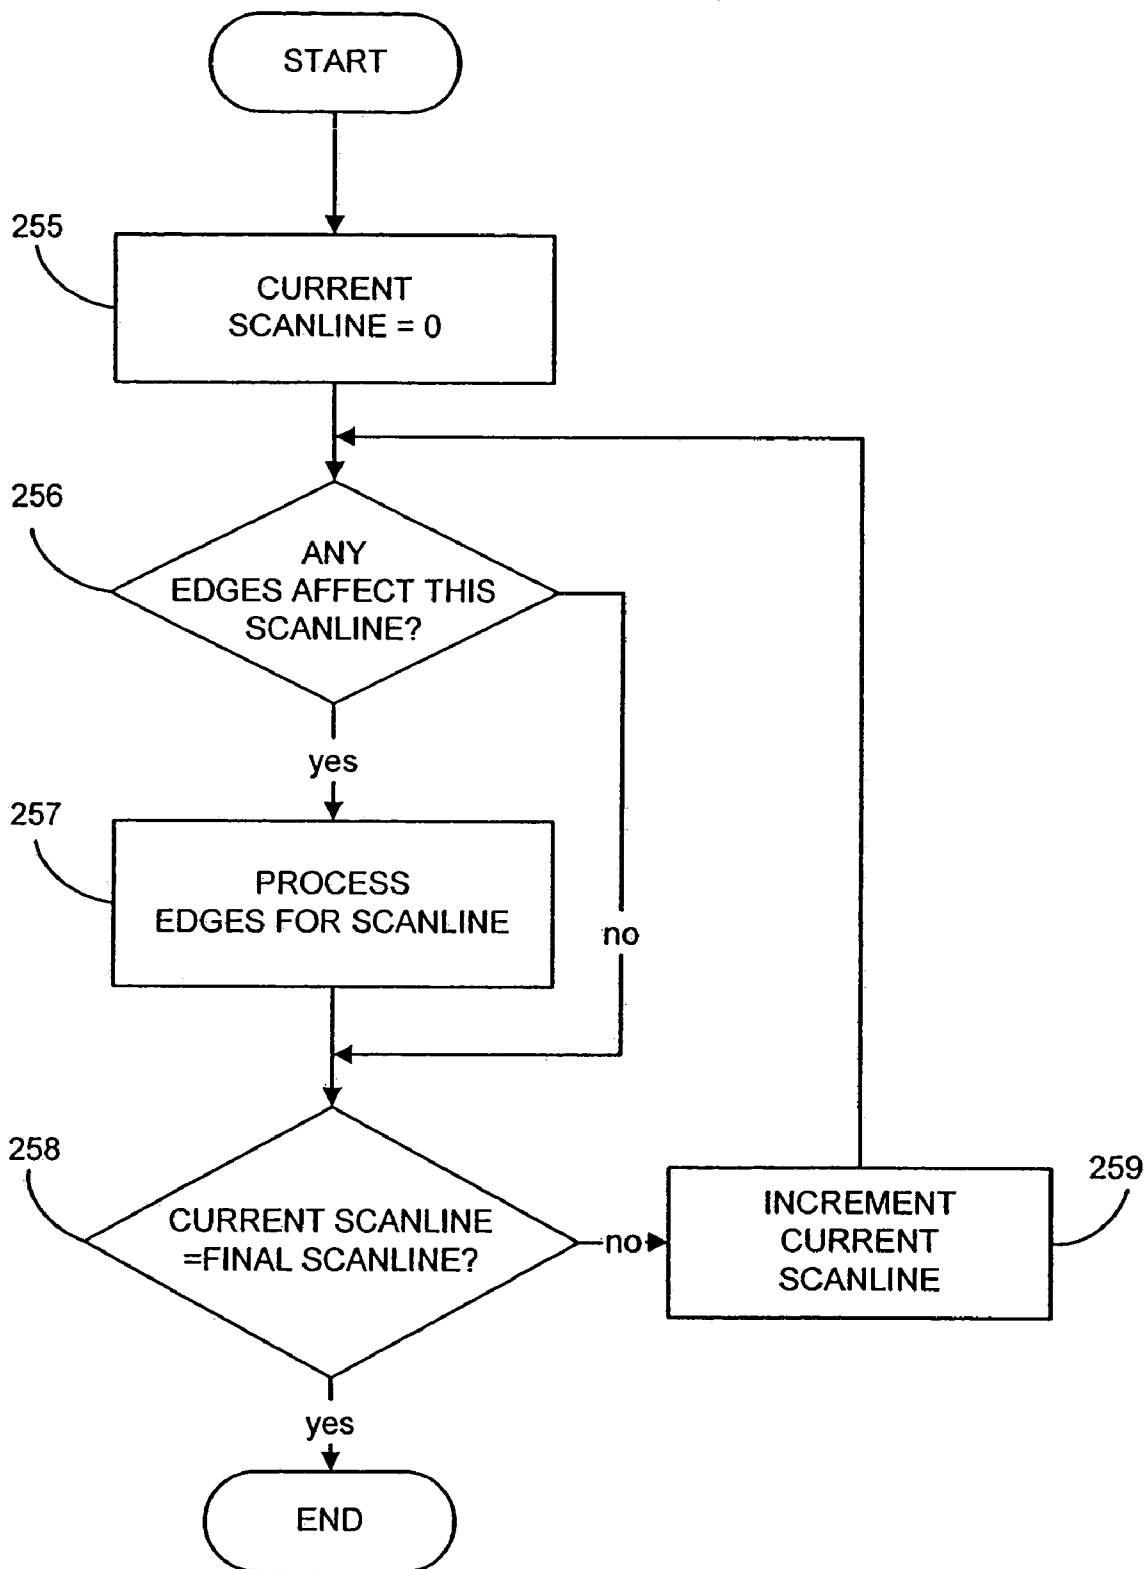 START
255
CURRENT
SCANLINE = 0
256
ANY
EDGES AFFECT THIS
SCANLINE?
yes
257
PROCESS
EDGES FOR SCANLINE
no
258
CURRENT SCANLINE
=FINAL SCANLINE?
no
259
INCREMENT
CURRENT
SCANLINE
yes
END